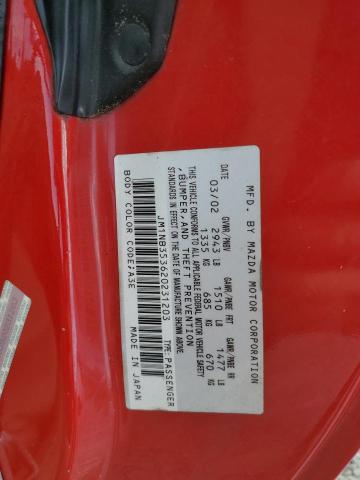 MFD. BY MAZDA MOTOR CORPORATION
DATE GVWR/PNBV GAWR/PNBE FRT GAWR/PNBE RR
03/02 2943 LB 1510 LB 1477 LB
1335 KG 685 KG 670 KG
THIS VEHICLE CONFORMS TO ALL APPLICABLE FEDERAL MOTOR VEHICLE SAFETY
, BUMPER, AND THEFT PREVENTION
STANDARDS IN EFFECT ON THE DATE OF MANUFACTURE SHOWN ABOVE.
JM1NB353620231203 TYPE:PASSENGER
BODY COLOR CODE:A3E MADE IN JAPAN